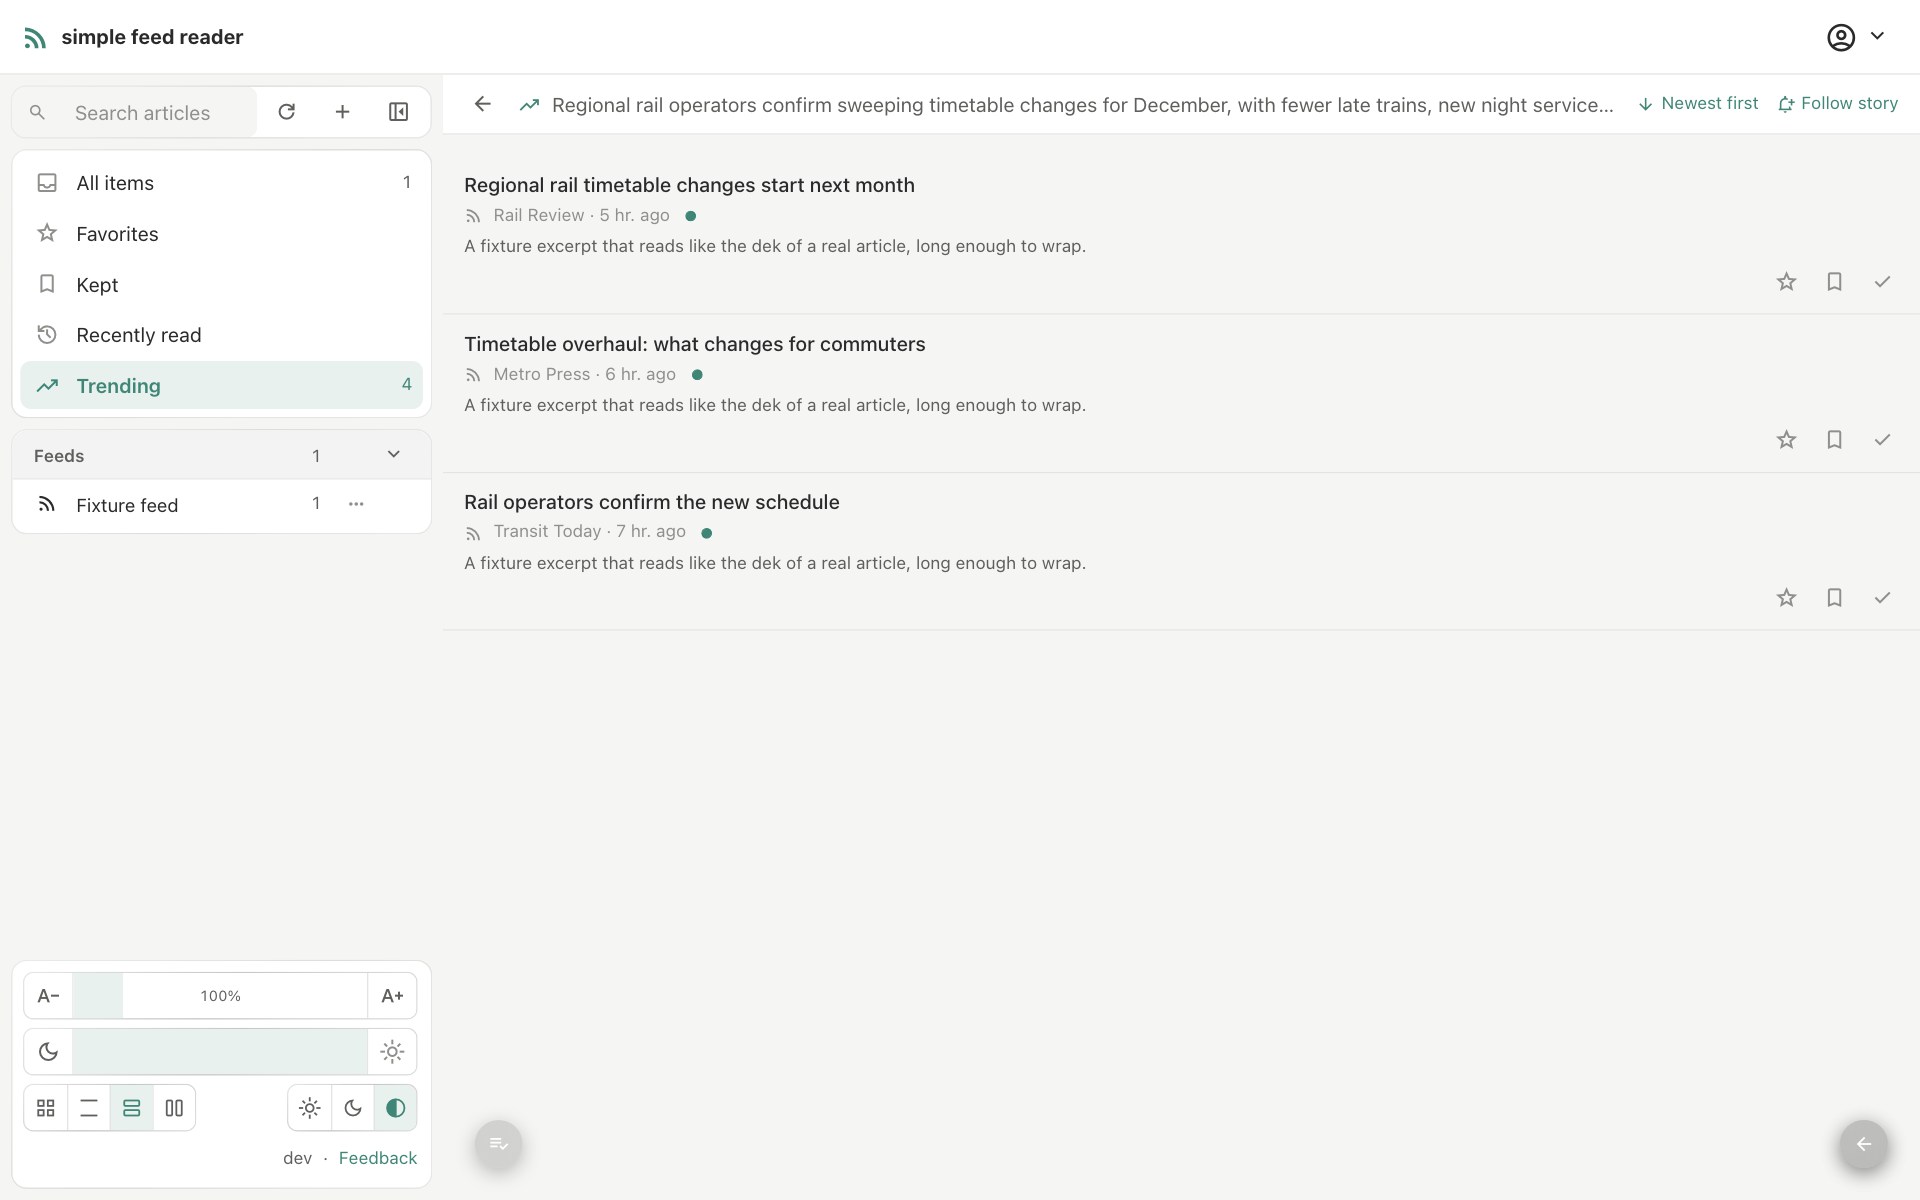 simple feed reader
Search articles
All items 1
Favorites
Kept
Recently read
Trending 4
Feeds 1
Fixture feed 1
A− 100% A+
dev · Feedback
Regional rail operators confirm sweeping timetable changes for December, with fewer late trains, new night service... Newest first Follow story
Regional rail timetable changes start next month
Rail Review · 5 hr. ago
A fixture excerpt that reads like the dek of a real article, long enough to wrap.
Timetable overhaul: what changes for commuters
Metro Press · 6 hr. ago
A fixture excerpt that reads like the dek of a real article, long enough to wrap.
Rail operators confirm the new schedule
Transit Today · 7 hr. ago
A fixture excerpt that reads like the dek of a real article, long enough to wrap.